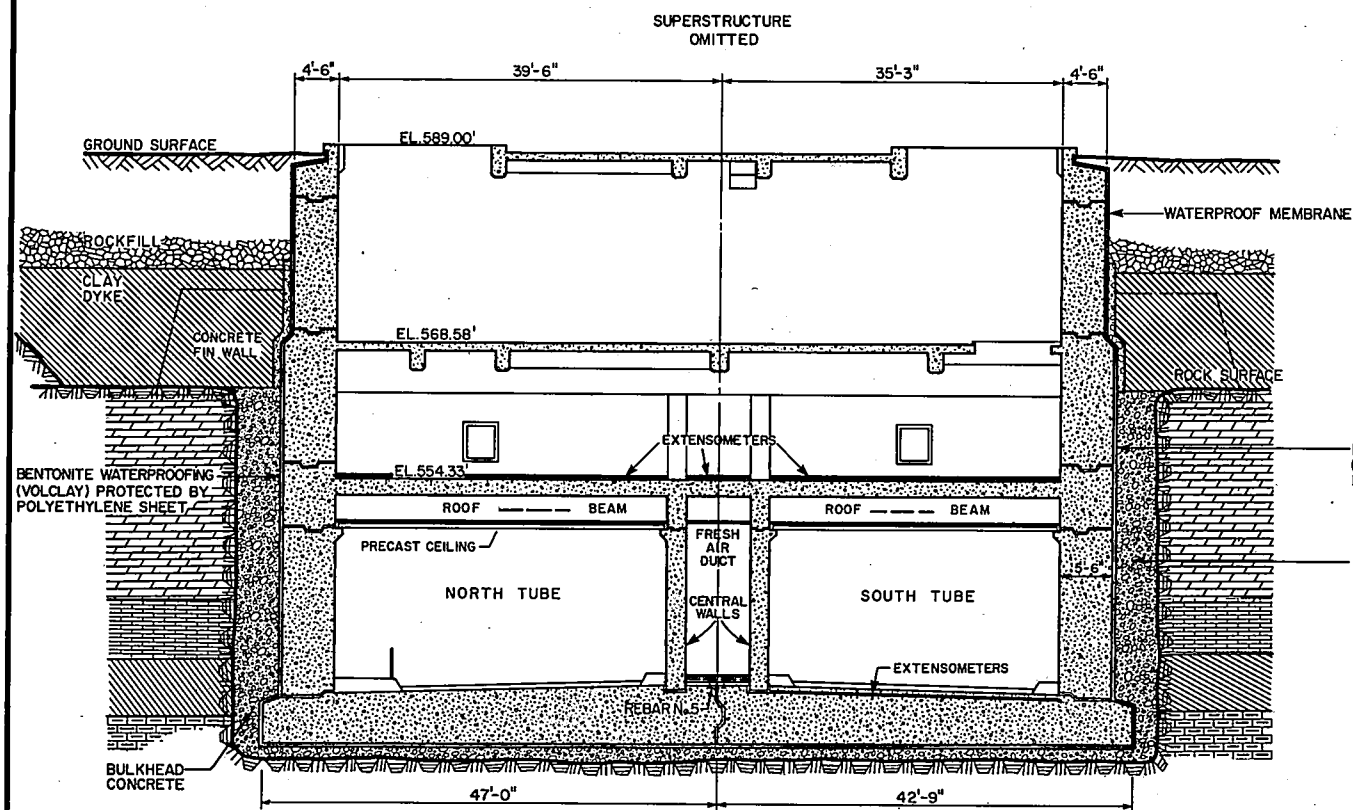 SUPERSTRUCTURE
OMITTED
4'-6"
39'-6"
35'-3"
4'-6"
GROUND SURFACE
EL.589.00'
WATERPROOF MEMBRANE
ROCKFILL
CLAY
DYKE
CONCRETE
FIN WALL
EL.568.58'
ROCK SURFACE
EXTENSOMETERS
BENTONITE WATERPROOFING
(VOLCLAY) PROTECTED BY
POLYETHYLENE SHEET
EL.554.33'
ROOF BEAM
ROOF BEAM
PRECAST CEILING
FRESH
AIR
DUCT
5'-6"
NORTH TUBE
CENTRAL
WALLS
SOUTH TUBE
EXTENSOMETERS
REBAR No.5
BULKHEAD
CONCRETE
47'-0"
42'-9"